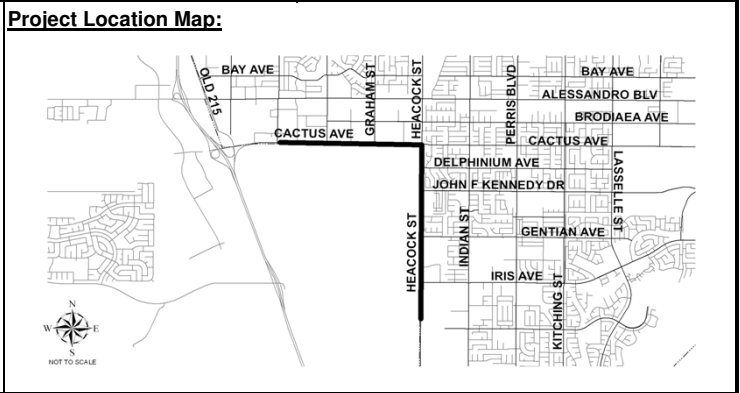 Project Location Map:
BAY AVE
BAY AVE
OLD 215
GRAHAM ST
HEACOCK ST
PERRIS BLVD
ALESSANDRO BLV
BRODIAEA AVE
CACTUS AVE
CACTUS AVE
DELPHINIUM AVE
JOHN F KENNEDY DR
LASSELLE ST
HEACOCK ST
INDIAN ST
GENTIAN AVE
IRIS AVE
KITCHING ST
N
W
E
S
NOT TO SCALE